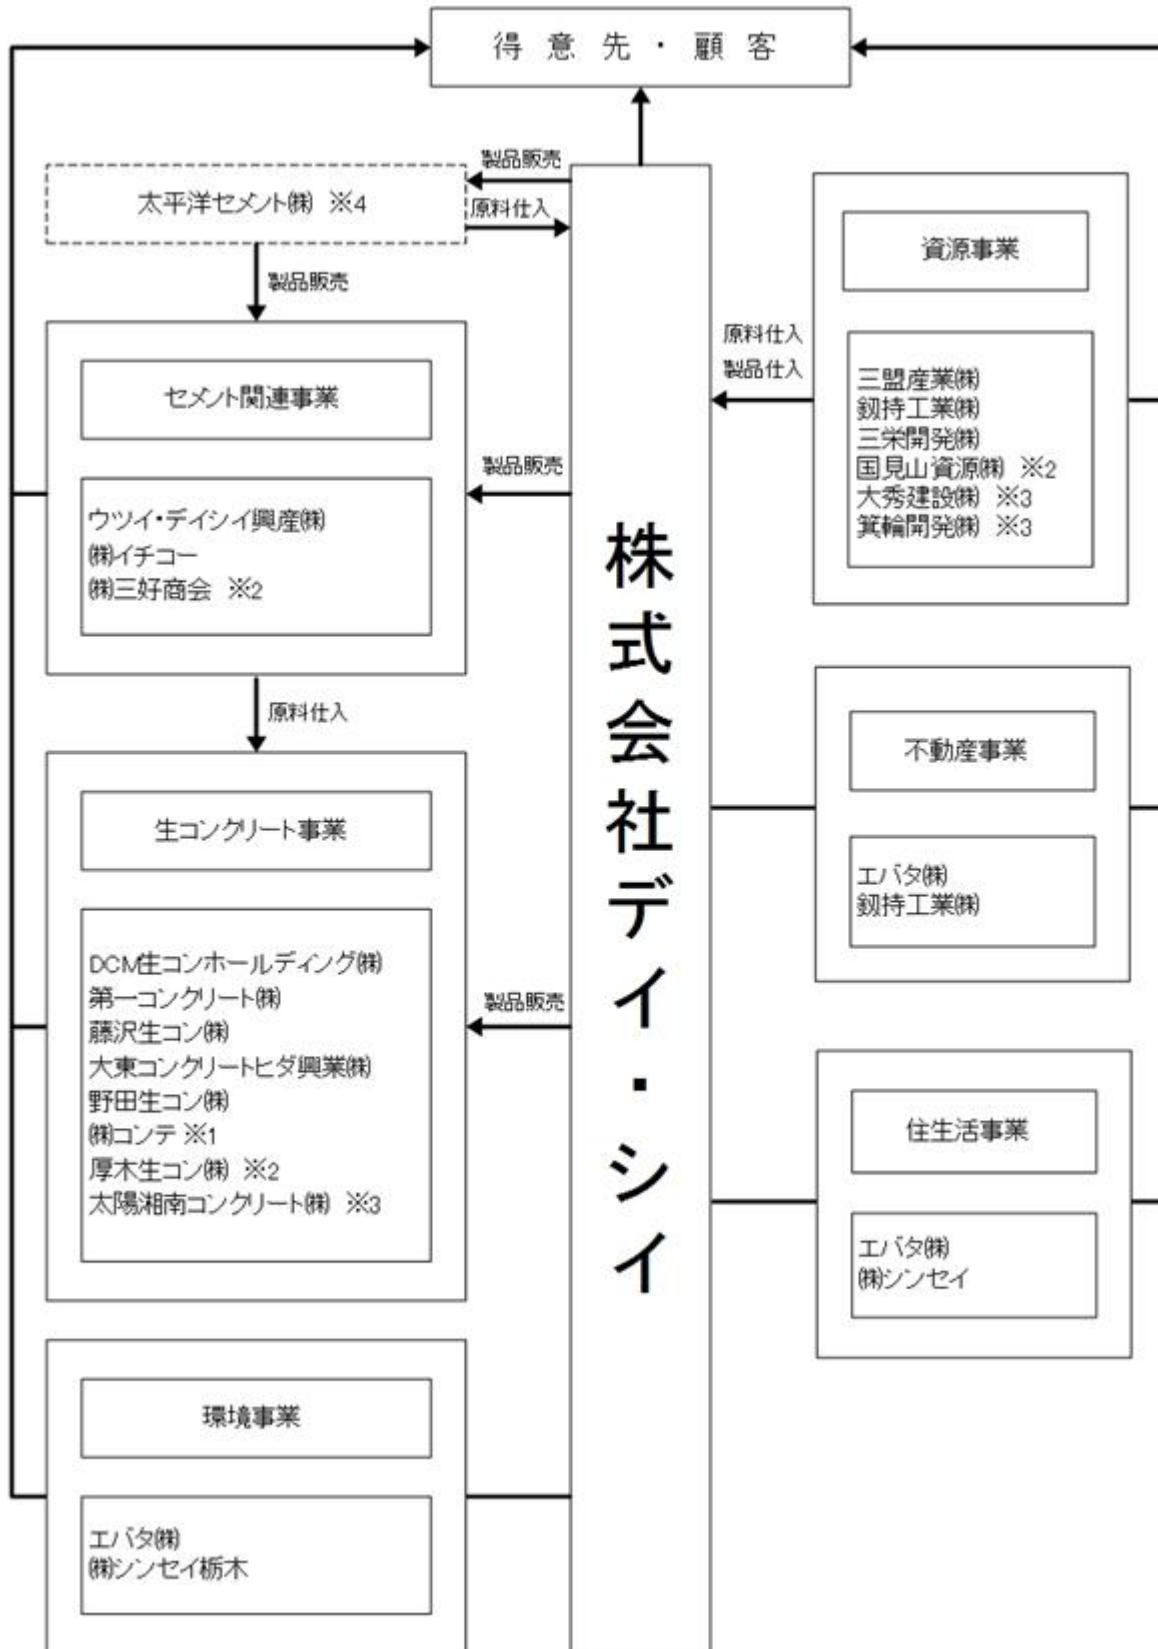 得意先・顧客
製品販売
太平洋セメント㈱ ※4
原料仕入
製品販売
セメント関連事業
ウツイ・デイシイ興産㈱
㈱イチコー
㈱三好商会 ※2
製品販売
原料仕入
生コンクリート事業
DCM生コンホールディング㈱
第一コンクリート㈱
藤沢生コン㈱
大東コンクリートヒダ興業㈱
野田生コン㈱
㈱コンテ ※1
厚木生コン㈱ ※2
太陽湘南コンクリート㈱ ※3
製品販売
環境事業
エバタ㈱
㈱シンセイ栃木
株式会社デイ・シイ
資源事業
原料仕入
製品仕入
三盟産業㈱
釼持工業㈱
三栄開発㈱
国見山資源㈱ ※2
大秀建設㈱ ※3
箕輪開発㈱ ※3
不動産事業
エバタ㈱
釼持工業㈱
住生活事業
エバタ㈱
㈱シンセイ